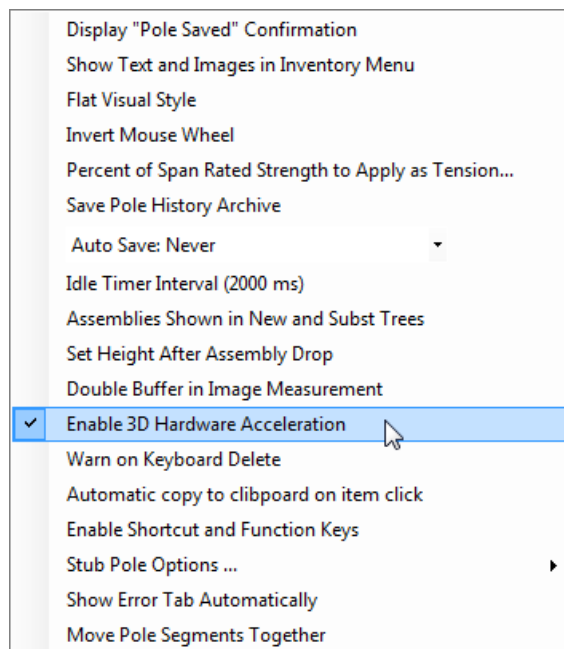 Display "Pole Saved" Confirmation
Show Text and Images in Inventory Menu
Flat Visual Style
Invert Mouse Wheel
Percent of Span Rated Strength to Apply as Tension...
Save Pole History Archive
Auto Save: Never
Idle Timer Interval (2000 ms)
Assemblies Shown in New and Subst Trees
Set Height After Assembly Drop
Double Buffer in Image Measurement
Enable 3D Hardware Acceleration
Warn on Keyboard Delete
Automatic copy to clibpoard on item click
Enable Shortcut and Function Keys
Stub Pole Options ...
Show Error Tab Automatically
Move Pole Segments Together